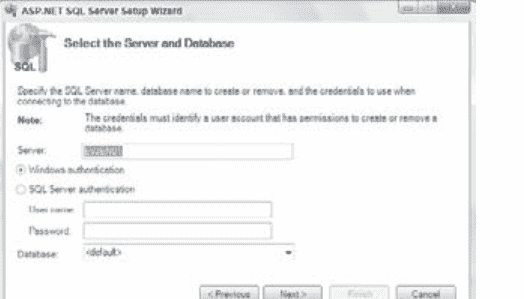 ASP.NET SQL Server Setup Wizard
Select the Server and Database
SQL
Specify the SQL Server name, database name to create or remove, and the credentials to use when
connecting to the database.
Note: The credentials must identify a user account that has permissions to create or remove a
database.
Server:
Windows authentication
SQL Server authentication
User name:
Password:
Database: <default>
< Previous Next > Finish Cancel